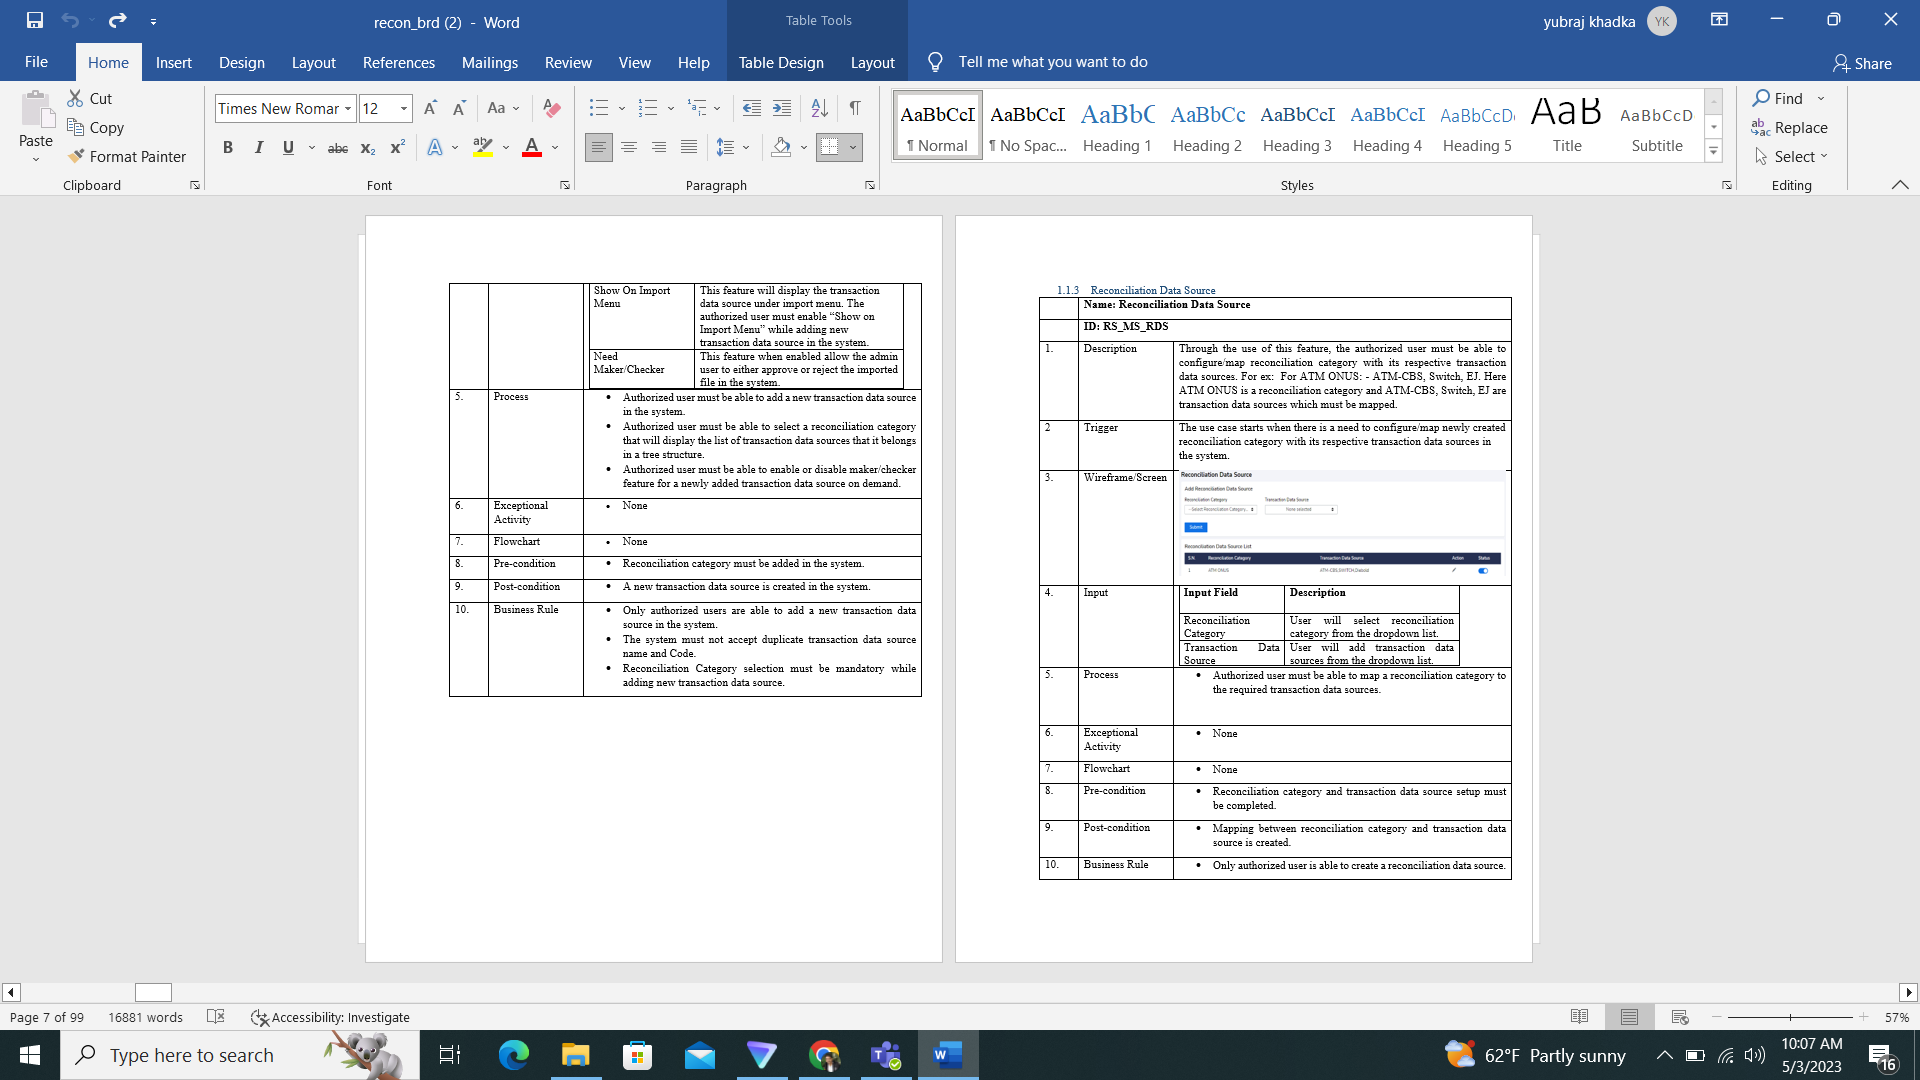 recon_brd (2) - Word
Table Tools
yubraj khadka
YK
File
Home
Insert
Design
Layout
References
Mailings
Review
View
Help
Table Design
Layout
Tell me what you want to do
Share
Paste
Cut
Copy
Format Painter
Clipboard
Times New Romar
12
Font
Paragraph
AaBbCcI
¶ Normal
AaBbCcI
¶ No Spac...
AaBbC
Heading 1
AaBbCc
Heading 2
AaBbCcI
Heading 3
AaBbCcI
Heading 4
AaBbCcD
Heading 5
AaB
Title
AaBbCcD
Subtitle
Styles
Find
Replace
Select
Editing
Show On Import
Menu
This feature will display the transaction
data source under import menu. The
authorized user must enable “Show on
Import Menu” while adding new
transaction data source in the system.
Need
Maker/Checker
This feature when enabled allow the admin
user to either approve or reject the imported
file in the system.
5.
Process
• Authorized user must be able to add a new transaction data source
in the system.
• Authorized user must be able to select a reconciliation category
that will display the list of transaction data sources that it belongs
in a tree structure.
• Authorized user must be able to enable or disable maker/checker
feature for a newly added transaction data source on demand.
6.
Exceptional
Activity
• None
7.
Flowchart
• None
8.
Pre-condition
• Reconciliation category must be added in the system.
9.
Post-condition
• A new transaction data source is created in the system.
10.
Business Rule
• Only authorized users are able to add a new transaction data
source in the system.
• The system must not accept duplicate transaction data source
name and Code.
• Reconciliation Category selection must be mandatory while
adding new transaction data source.
1.1.3 Reconciliation Data Source
Name: Reconciliation Data Source
ID: RS_MS_RDS
1.
Description
Through the use of this feature, the authorized user must be able to
configure/map reconciliation category with its respective transaction
data sources. For ex: For ATM ONUS: - ATM-CBS, Switch, EJ. Here
ATM ONUS is a reconciliation category and ATM-CBS, Switch, EJ are
transaction data sources which must be mapped.
2
Trigger
The use case starts when there is a need to configure/map newly created
reconciliation category with its respective transaction data sources in
the system.
3.
Wireframe/Screen
Reconciliation Data Source
Add Reconciliation Data Source
Reconciliation Category
Transaction Data Source
--Select Reconciliation Category..
None selected
Submit
Reconciliation Data Source List
S.N Reconciliation Category Transaction Data Source Action Status
1 ATM ONUS ATM-CBS,SWITCH,Diebold
4.
Input
Input Field
Description
Reconciliation
Category
User will select reconciliation
category from the dropdown list.
Transaction Data
Source
User will add transaction data
sources from the dropdown list.
5.
Process
• Authorized user must be able to map a reconciliation category to
the required transaction data sources.
6.
Exceptional
Activity
• None
7.
Flowchart
• None
8.
Pre-condition
• Reconciliation category and transaction data source setup must
be completed.
9.
Post-condition
• Mapping between reconciliation category and transaction data
source is created.
10.
Business Rule
• Only authorized user is able to create a reconciliation data source.
Page 7 of 99
16881 words
Accessibility: Investigate
57%
Type here to search
62°F Partly sunny
10:07 AM
5/3/2023
16